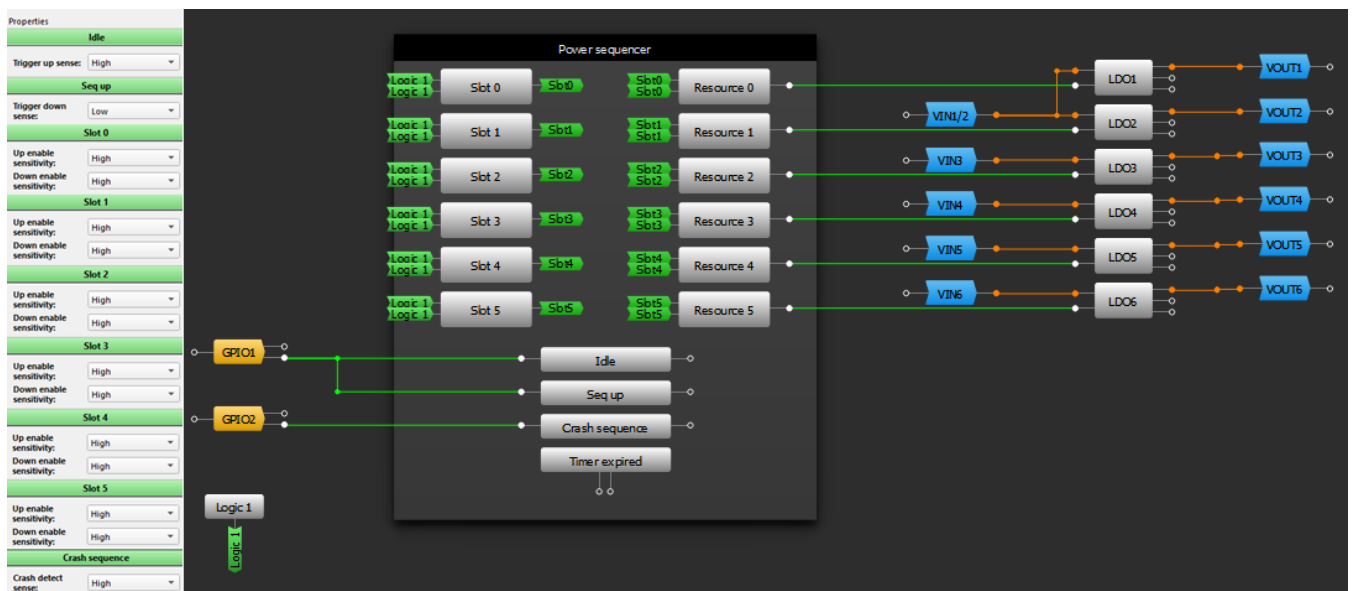 Properties
Idle
Trigger up sense: High
Seq up
Trigger down sense: Low
Slot 0
Up enable sensitivity: High
Down enable sensitivity: High
Slot 1
Up enable sensitivity: High
Down enable sensitivity: High
Slot 2
Up enable sensitivity: High
Down enable sensitivity: High
Slot 3
Up enable sensitivity: High
Down enable sensitivity: High
Slot 4
Up enable sensitivity: High
Down enable sensitivity: High
Slot 5
Up enable sensitivity: High
Down enable sensitivity: High
Crash sequence
Crash detect sense: High
Power sequencer
Logic 1
Logic 1
Slot 0
Slot0
Slot0
Slot0
Resource 0
Logic 1
Logic 1
Slot 1
Slot1
Slot1
Slot1
Resource 1
Logic 1
Logic 1
Slot 2
Slot2
Slot2
Slot2
Resource 2
Logic 1
Logic 1
Slot 3
Slot3
Slot3
Slot3
Resource 3
Logic 1
Logic 1
Slot 4
Slot4
Slot4
Slot4
Resource 4
Logic 1
Logic 1
Slot 5
Slot5
Slot5
Slot5
Resource 5
GPIO1
Idle
Seq up
GPIO2
Crash sequence
Timer expired
Logic 1
Logic 1
VIN1/2
VIN3
VIN4
VIN5
VIN6
LDO1
LDO2
LDO3
LDO4
LDO5
LDO6
VOUT1
VOUT2
VOUT3
VOUT4
VOUT5
VOUT6